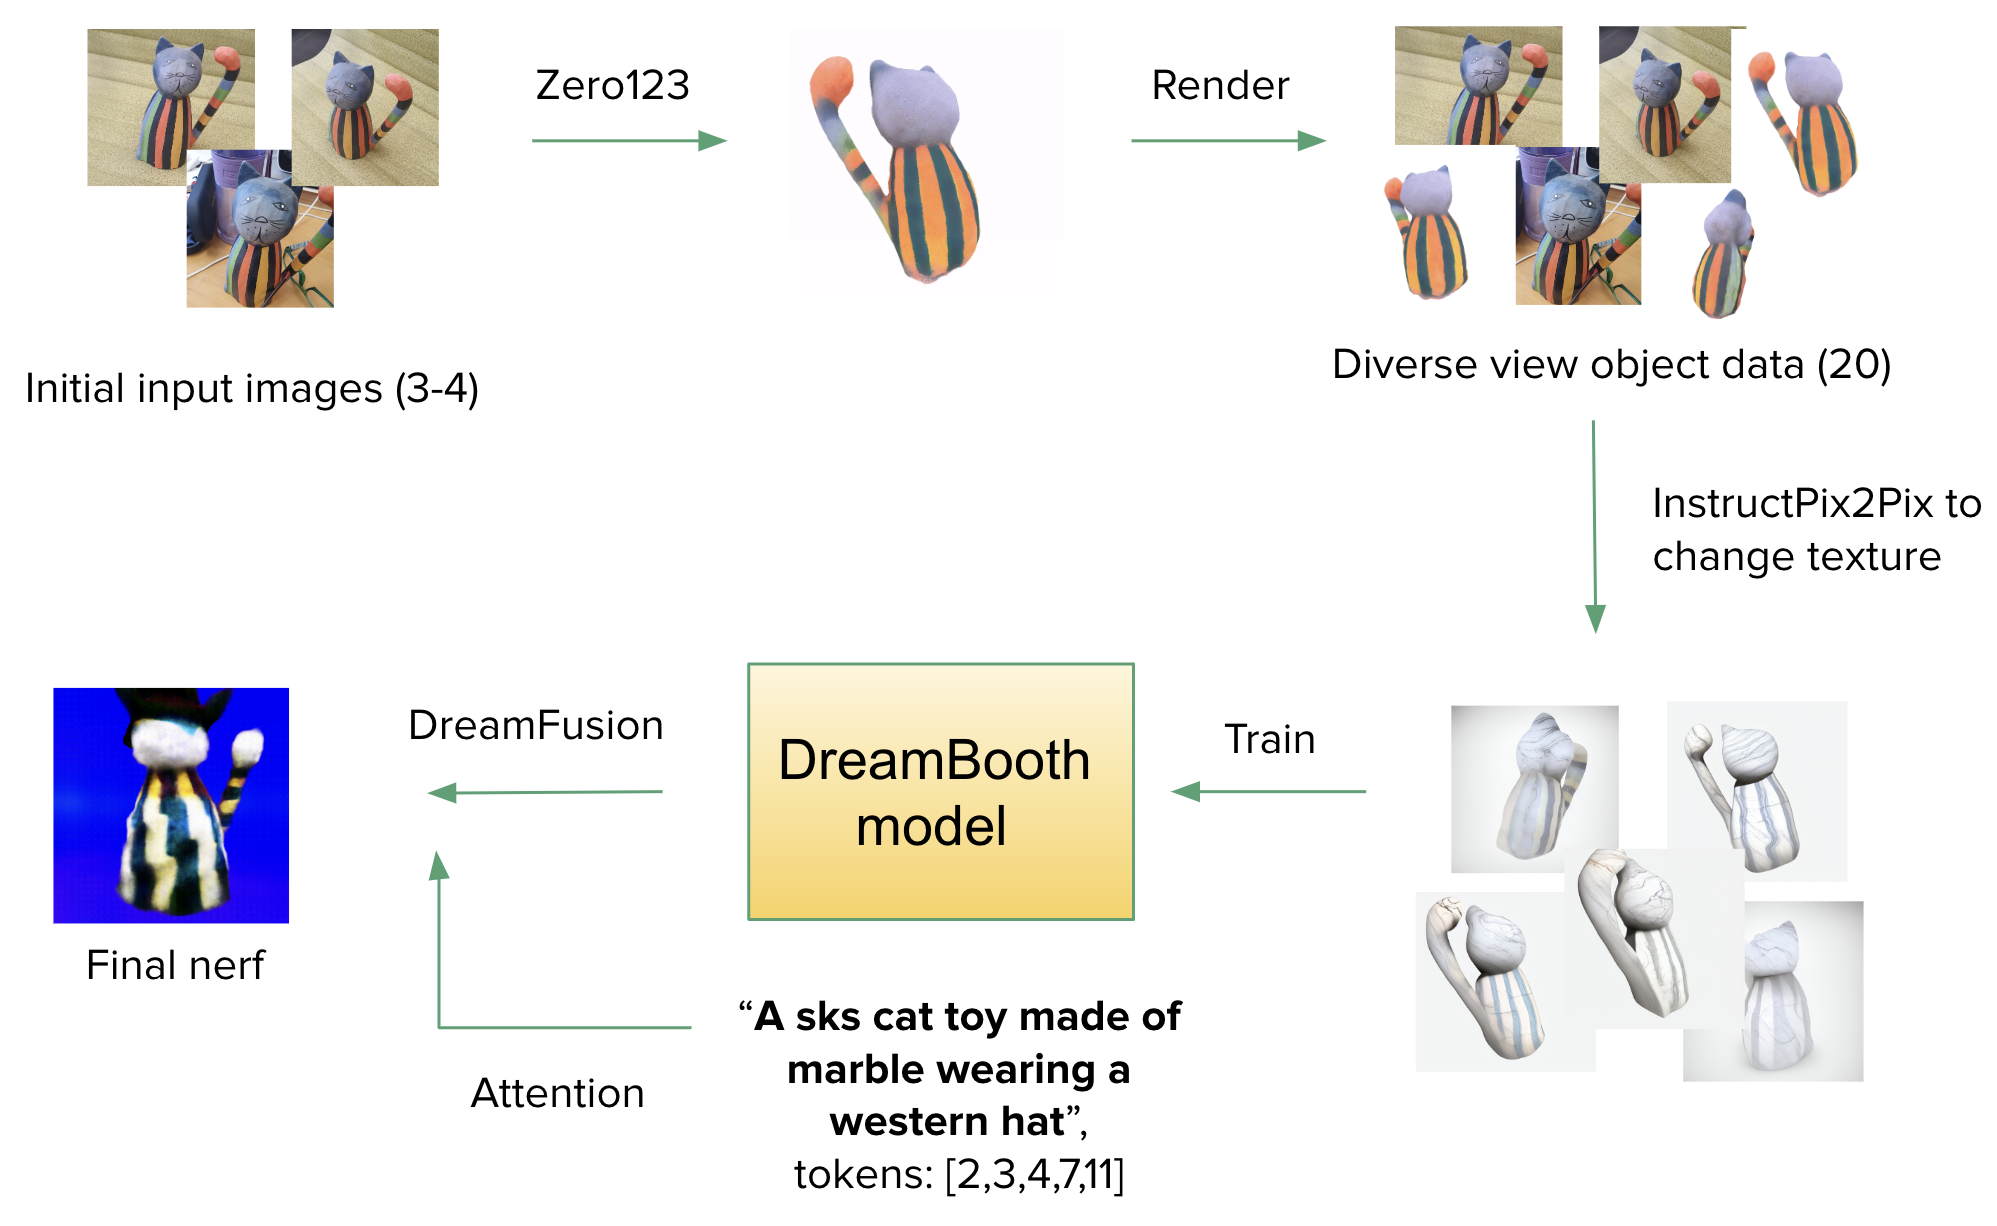 Zero123
Render
Initial input images (3-4)
Diverse view object data (20)
InstructPix2Pix to
change texture
Train
DreamBooth
model
DreamFusion
Final nerf
Attention
“A sks cat toy made of
marble wearing a
western hat”,
tokens: [2,3,4,7,11]